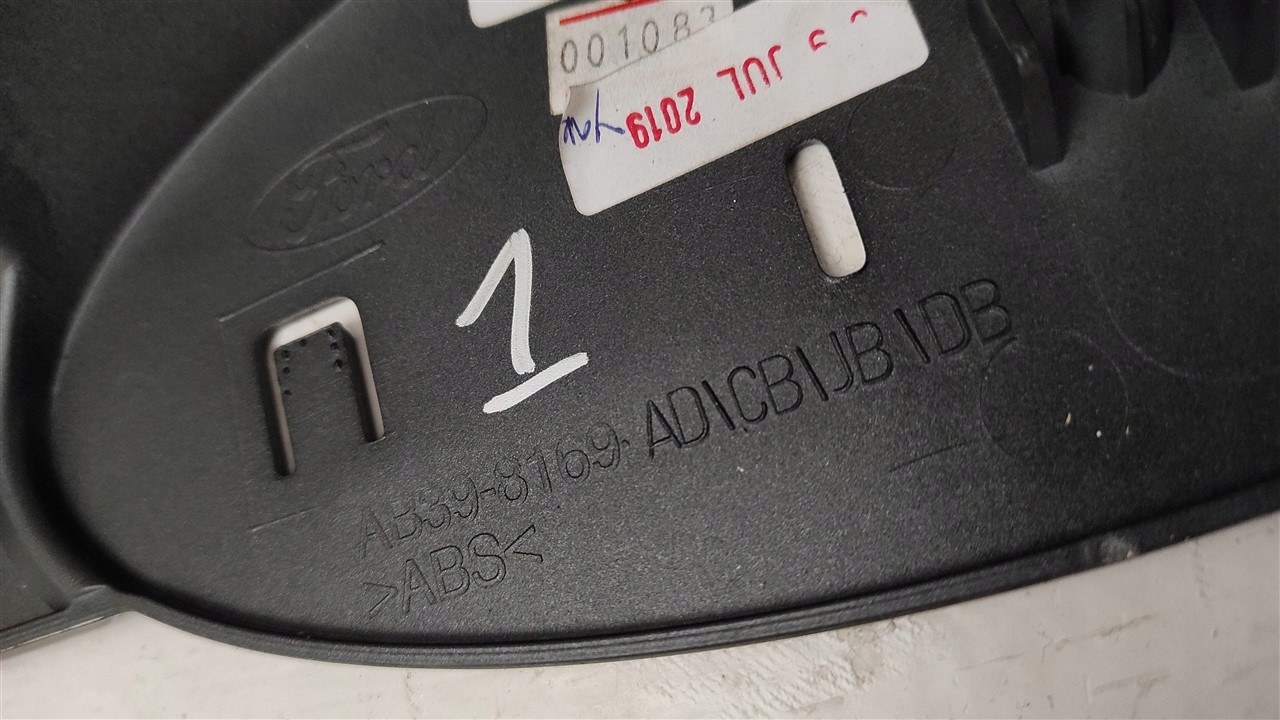 001083
JUL 2019
Ford
1
AB39-8169-AD\CB\JB\DB
>ABS<